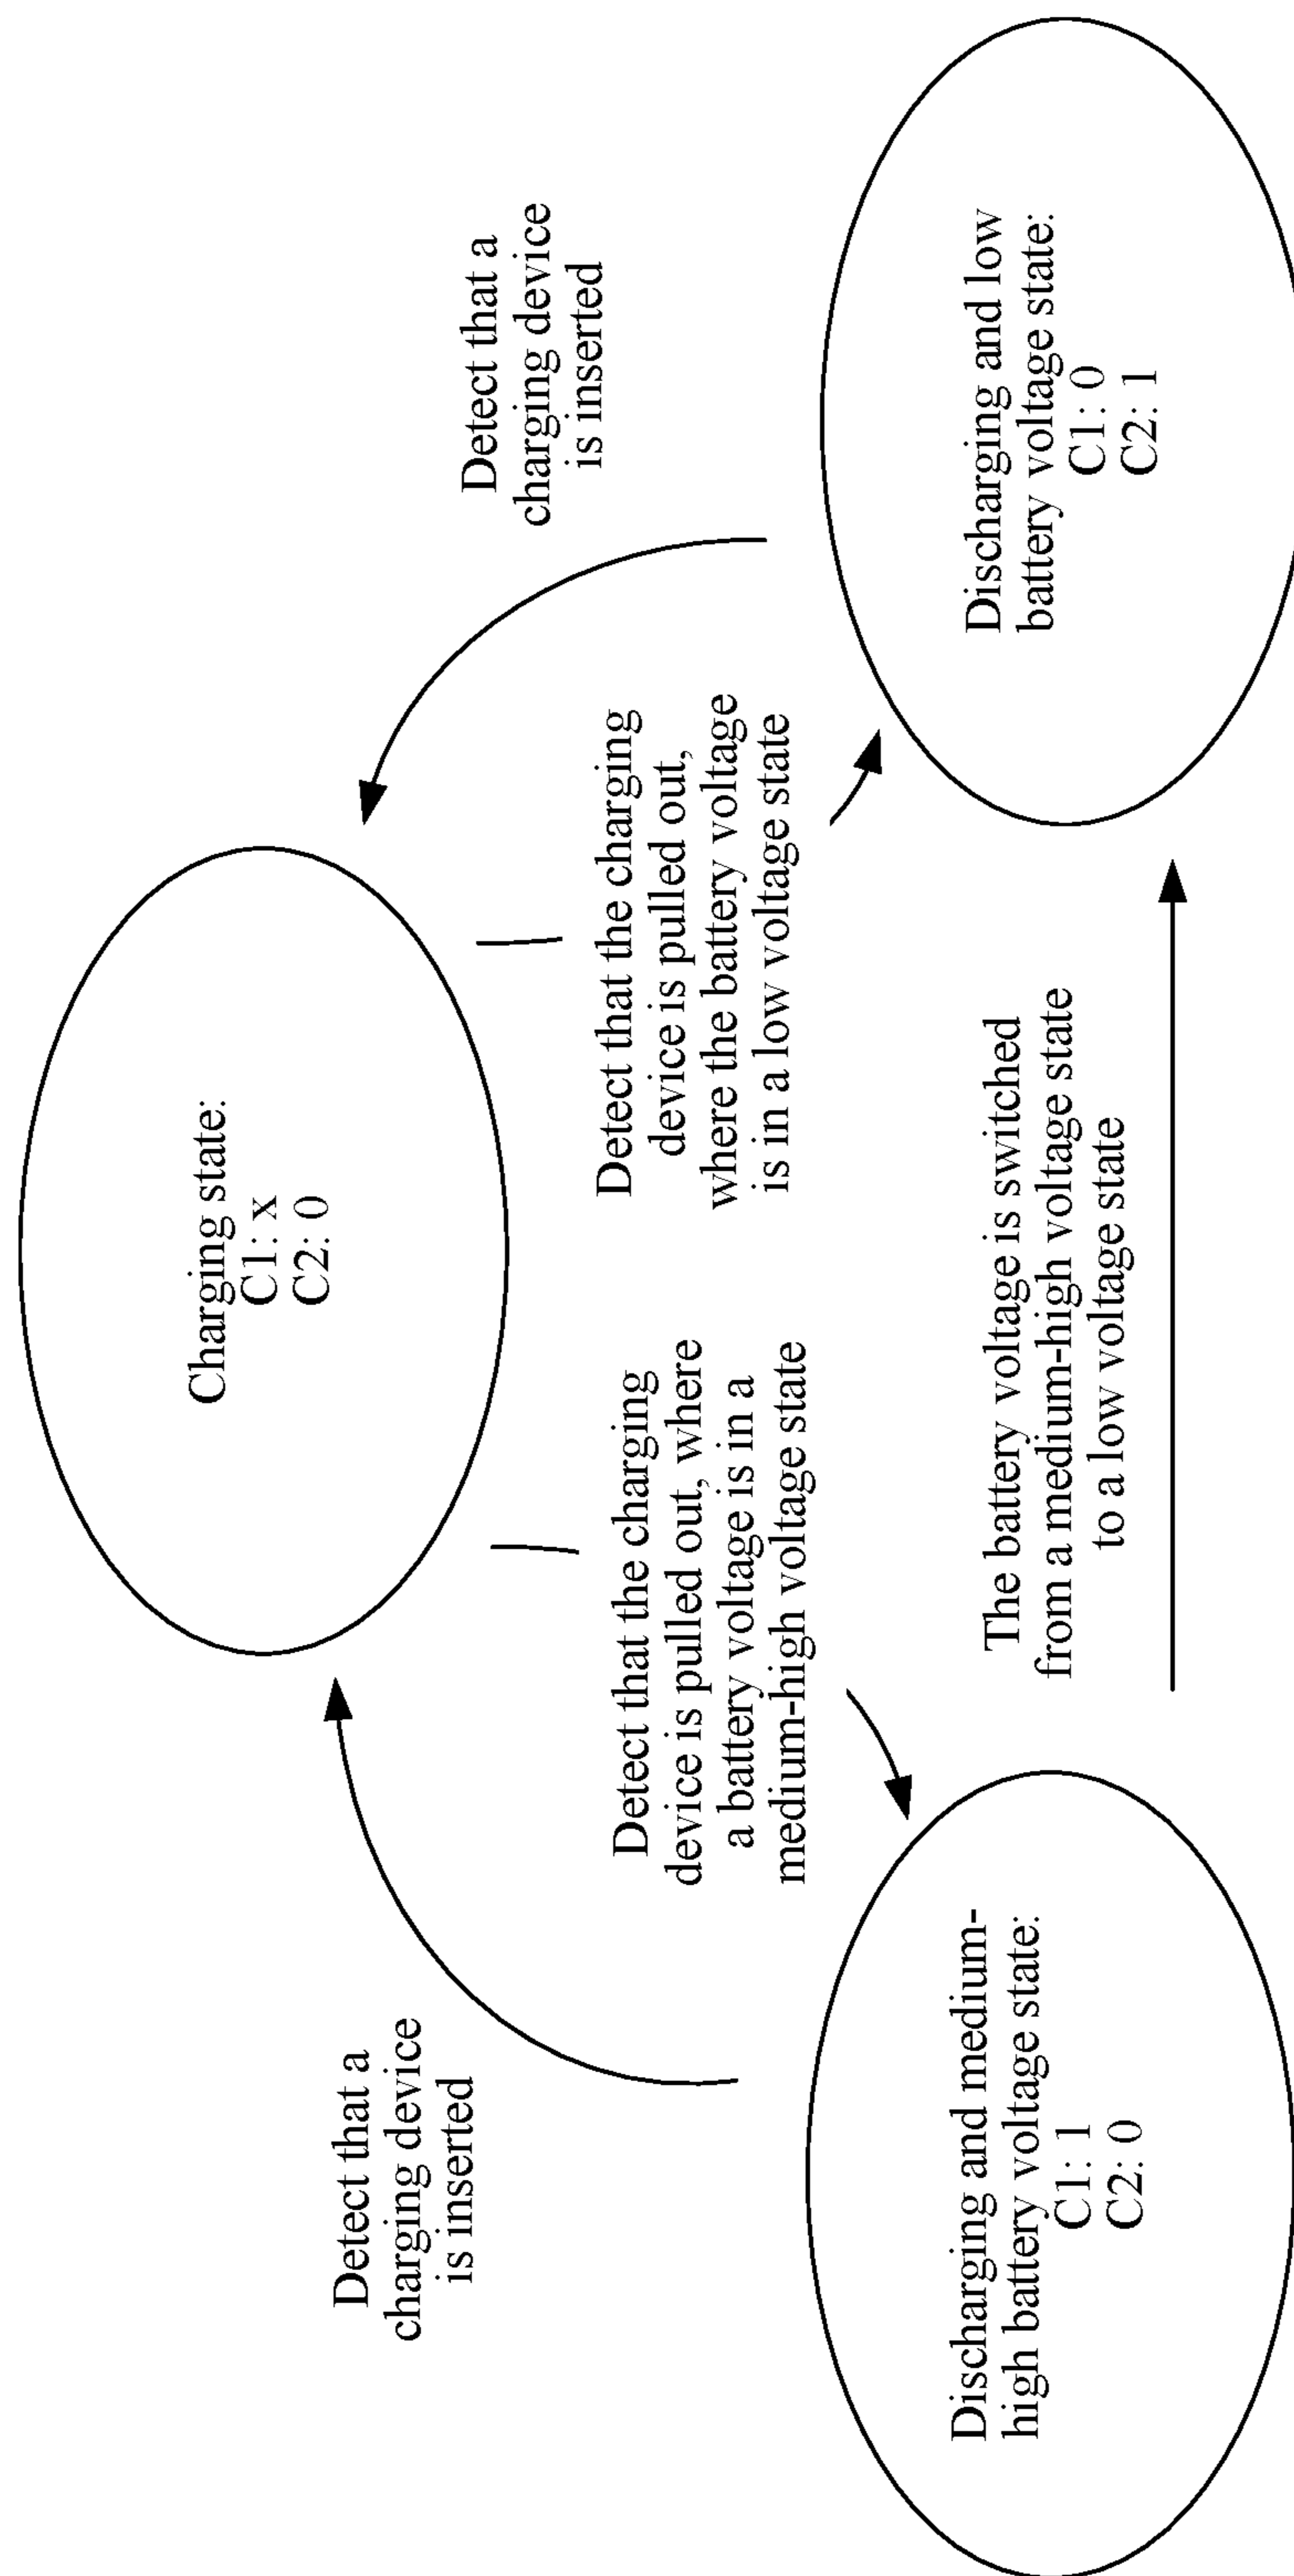 Charging state:
C1: x
C2: 0
Detect that a
charging device
is inserted
Detect that the charging
device is pulled out, where
a battery voltage is in a
medium-high voltage state
Detect that the charging
device is pulled out,
where the battery voltage
is in a low voltage state
Detect that a
charging device
is inserted
Discharging and medium-
high battery voltage state:
C1: 1
C2: 0
The battery voltage is switched
from a medium-high voltage state
to a low voltage state
Discharging and low
battery voltage state:
C1: 0
C2: 1